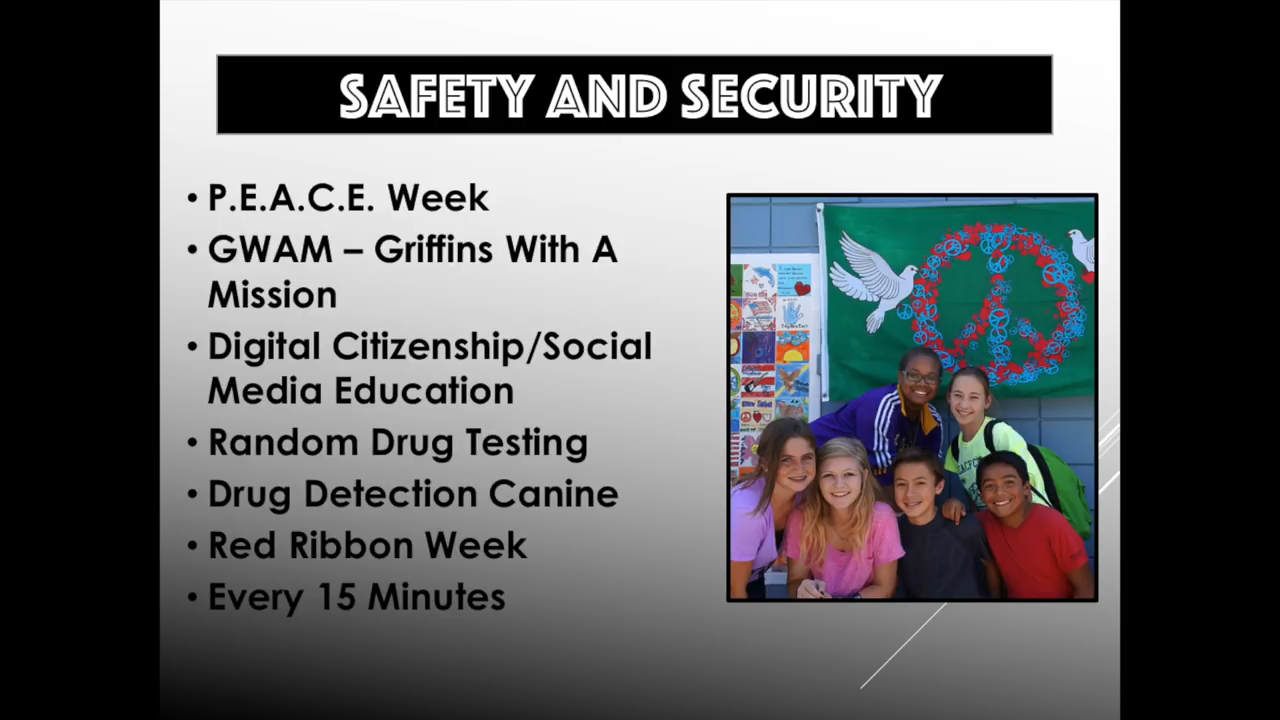 SAFETY AND SECURITY
• P.E.A.C.E. Week
• GWAM – Griffins With A
Mission
• Digital Citizenship/Social
Media Education
• Random Drug Testing
• Drug Detection Canine
• Red Ribbon Week
• Every 15 Minutes